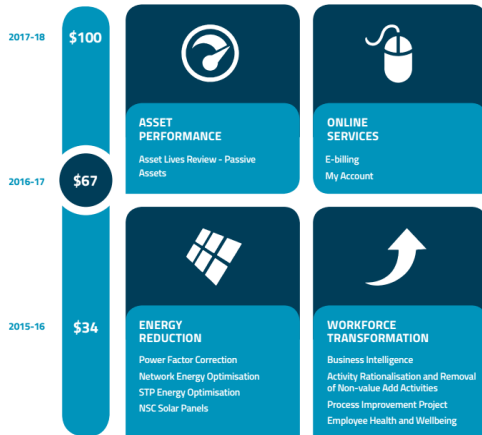 2017-18
$100
2016-17
$67
2015-16
$34
ASSET
PERFORMANCE
Asset Lives Review - Passive
Assets
ONLINE
SERVICES
E-billing
My Account
ENERGY
REDUCTION
Power Factor Correction
Network Energy Optimisation
STP Energy Optimisation
NSC Solar Panels
WORKFORCE
TRANSFORMATION
Business Intelligence
Activity Rationalisation and Removal
of Non-value Add Activities
Process Improvement Project
Employee Health and Wellbeing